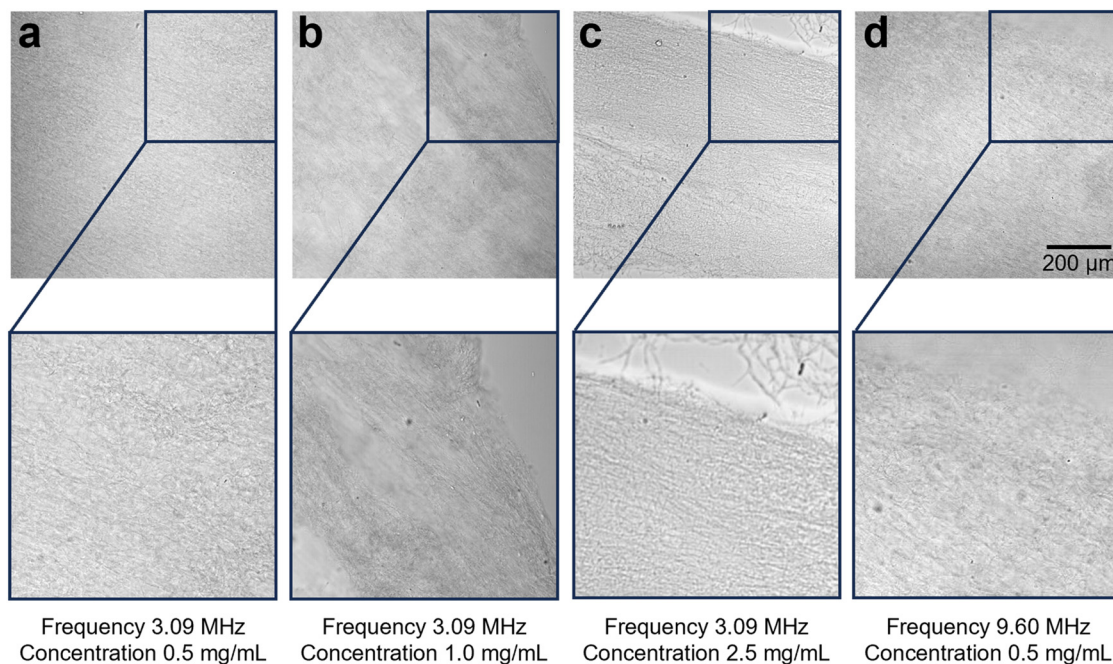 a
b
c
d
200 µm
Frequency 3.09 MHz
Concentration 0.5 mg/mL
Frequency 3.09 MHz
Concentration 1.0 mg/mL
Frequency 3.09 MHz
Concentration 2.5 mg/mL
Frequency 9.60 MHz
Concentration 0.5 mg/mL